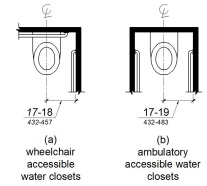 ℄
℄
17-18
432-457
17-19
432-483
(a)
wheelchair
accessible
water closets
(b)
ambulatory
accessible water
closets